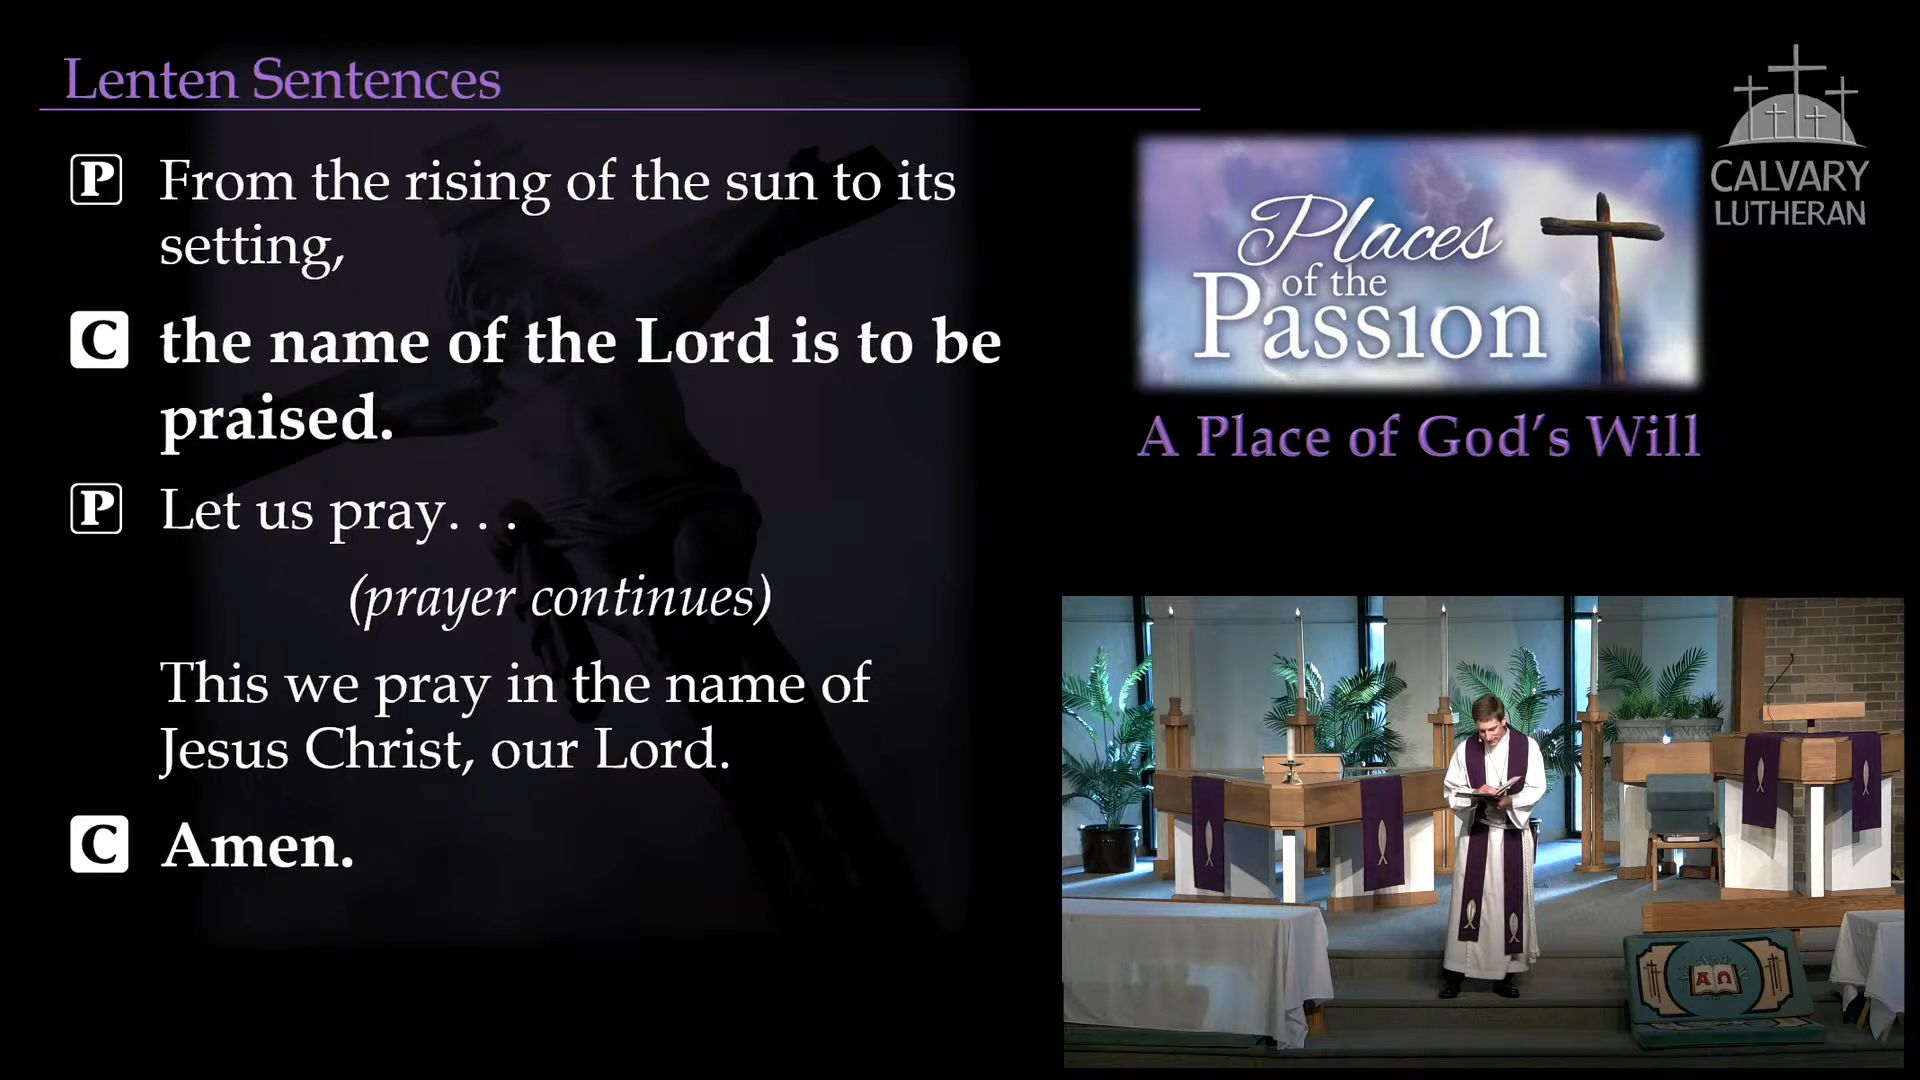 Lenten Sentences
P From the rising of the sun to its
setting,
C the name of the Lord is to be
praised.
P Let us pray. . .
(prayer continues)
This we pray in the name of
Jesus Christ, our Lord.
C Amen.
Places
of the
Passion
A Place of God’s Will
CALVARY
LUTHERAN
Α Ω